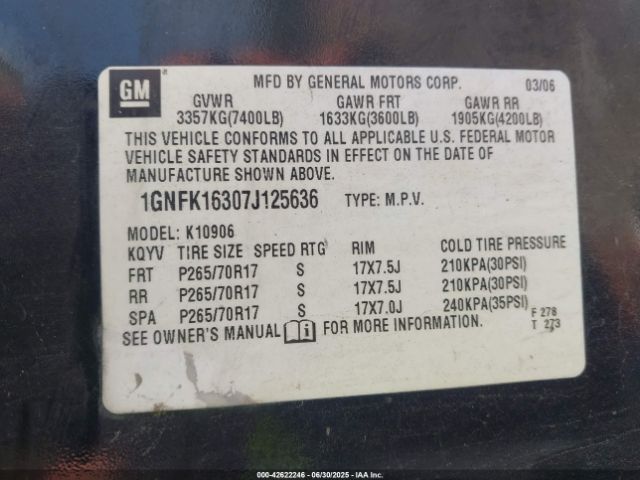 GM
MFD BY GENERAL MOTORS CORP. 03/06
GVWR GAWR FRT GAWR RR
3357KG(7400LB) 1633KG(3600LB) 1905KG(4200LB)
THIS VEHICLE CONFORMS TO ALL APPLICABLE U.S. FEDERAL MOTOR
VEHICLE SAFETY STANDARDS IN EFFECT ON THE DATE OF
MANUFACTURE SHOWN ABOVE.
1GNFK16307J125636 TYPE: M.P.V.
MODEL: K10906
KQYV TIRE SIZE SPEED RTG RIM COLD TIRE PRESSURE
FRT P265/70R17 S 17X7.5J 210KPA(30PSI)
RR P265/70R17 S 17X7.5J 210KPA(30PSI)
SPA P265/70R17 S 17X7.0J 240KPA(35PSI)
SEE OWNER'S MANUAL FOR MORE INFORMATION.
F 278
T 273
000-42622246 - 06/30/2025 - IAA Inc.